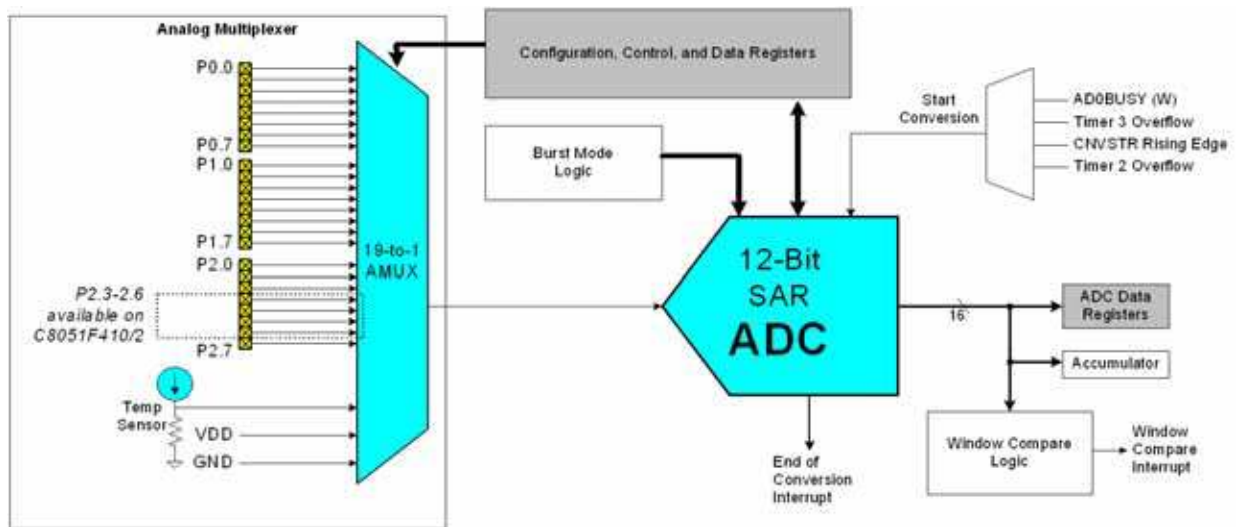 Analog Multiplexer
P0.0
P0.7
P1.0
P1.7
P2.0
P2.3-2.6
available on
C8051F410/2
P2.7
Temp
Sensor
VDD
GND
19-to-1
AMUX
Configuration, Control, and Data Registers
Burst Mode
Logic
Start
Conversion
AD0BUSY (W)
Timer 3 Overflow
CNVSTR Rising Edge
Timer 2 Overflow
12-Bit
SAR
ADC
16
ADC Data
Registers
Accumulator
Window Compare
Logic
Window
Compare
Interrupt
End of
Conversion
Interrupt